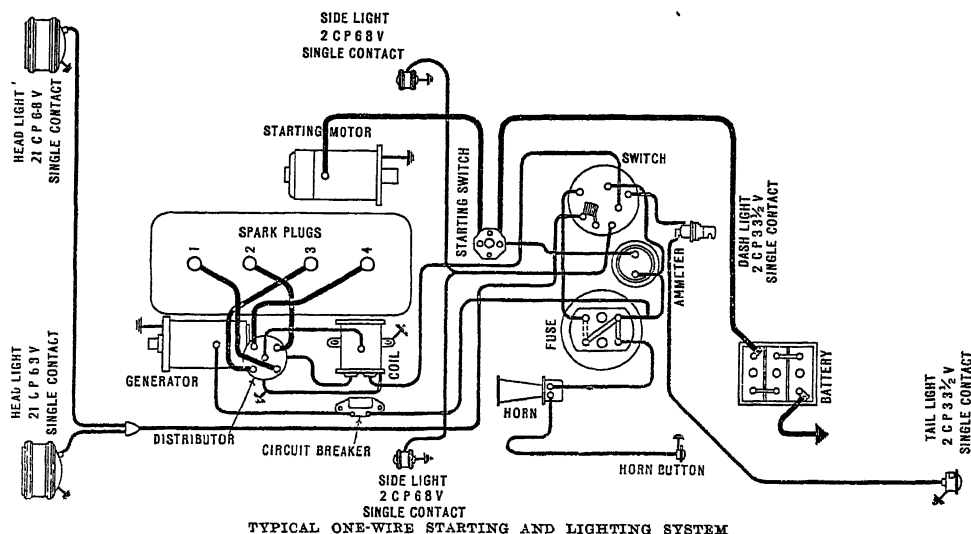 SIDE LIGHT
2 C P 6 8 V
SINGLE CONTACT
HEAD LIGHT
21 C P 6-8 V
SINGLE CONTACT
STARTING MOTOR
STARTING SWITCH
SWITCH
SPARK PLUGS
1
2
3
4
DASH LIGHT
2 C P 3 3½ V
SINGLE CONTACT
AMMETER
FUSE
COIL
GENERATOR
HEAD LIGHT
21 C P 6 3 V
SINGLE CONTACT
DISTRIBUTOR
CIRCUIT BREAKER
HORN
BATTERY
HORN BUTTON
TAIL LIGHT
2 C P 3 3½ V
SINGLE CONTACT
SIDE LIGHT
2 C P 6 8 V
SINGLE CONTACT
TYPICAL ONE-WIRE STARTING AND LIGHTING SYSTEM